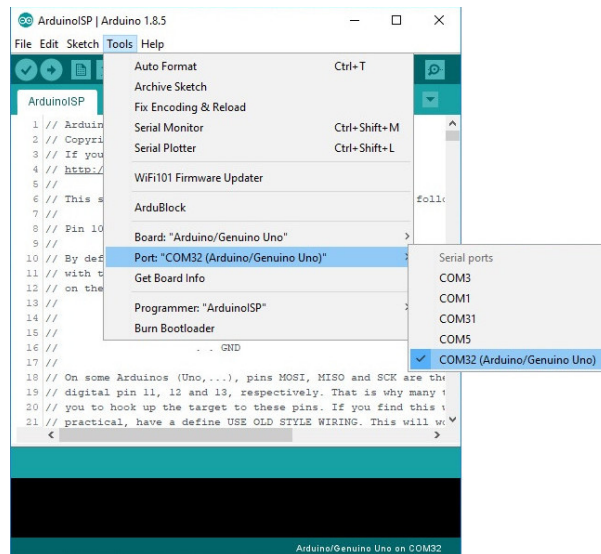 ArduinoISP | Arduino 1.8.5
File Edit Sketch Tools Help
ArduinoISP
Auto Format Ctrl+T
Archive Sketch
Fix Encoding & Reload
Serial Monitor Ctrl+Shift+M
Serial Plotter Ctrl+Shift+L
WiFi101 Firmware Updater
ArduBlock
Board: "Arduino/Genuino Uno"
Port: "COM32 (Arduino/Genuino Uno)"
Get Board Info
Programmer: "ArduinoISP"
Burn Bootloader
Serial ports
COM3
COM1
COM31
COM5
COM32 (Arduino/Genuino Uno)
1 // Arduin
2 // Copyri
3 // If you
4 // http:/
5 //
6 // This s follo
7 //
8 // Pin 10
9 //
10 // By def
11 // with t
12 // on the
13 //
14 //
15 //
16 // . . GND
17 //
18 // On some Arduinos (Uno,...), pins MOSI, MISO and SCK are the
19 // digital pin 11, 12 and 13, respectively. That is why many t
20 // you to hook up the target to these pins. If you find this w
21 // practical, have a define USE OLD STYLE WIRING. This will wo
Arduino/Genuino Uno on COM32